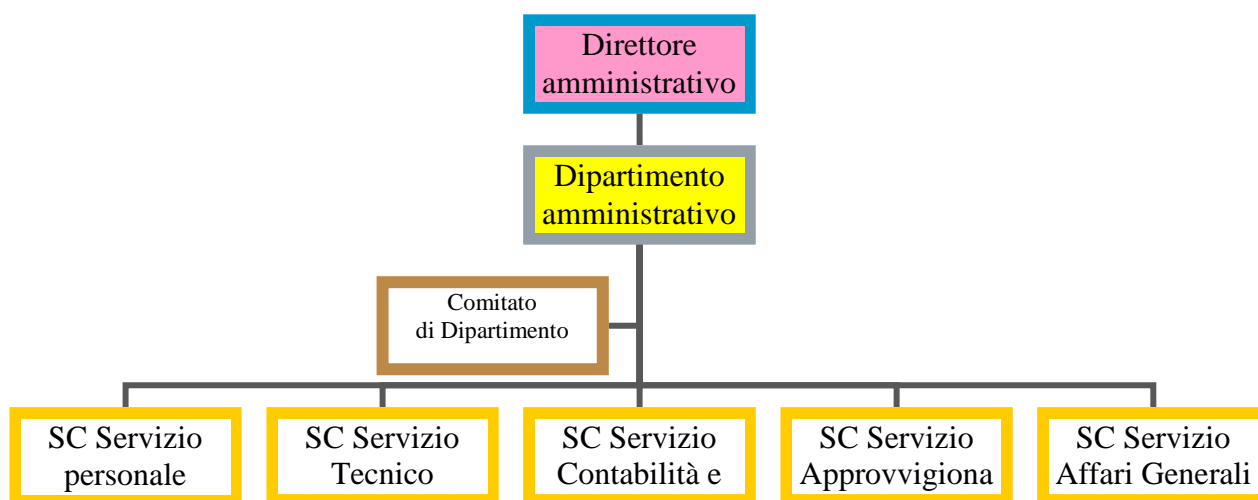 Direttore
amministrativo
Dipartimento
amministrativo
Comitato
di Dipartimento
SC Servizio
personale
SC Servizio
Tecnico
SC Servizio
Contabilità e
SC Servizio
Approvvigiona
SC Servizio
Affari Generali